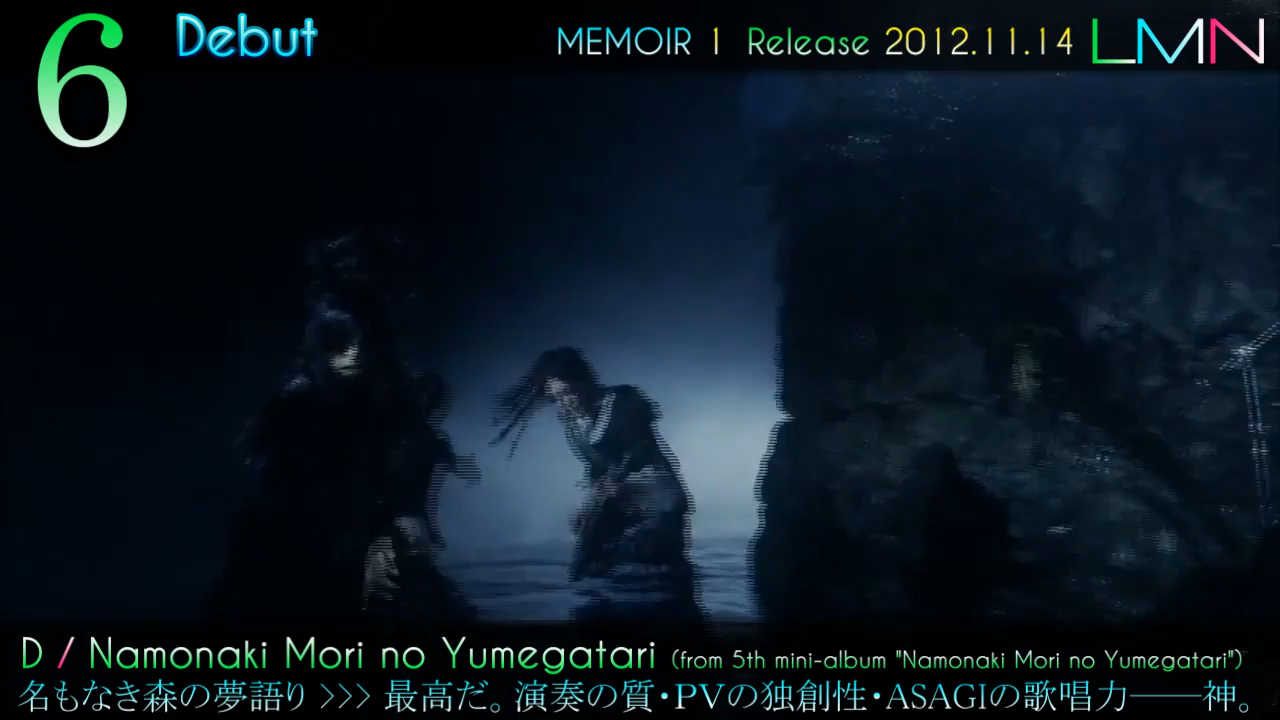 6 Debut MEMOIR 1 Release 2012.11.14 LMN
D / Namonaki Mori no Yumegatari (from 5th mini-album "Namonaki Mori no Yumegatari")
名もなき森の夢語り >>> 最高だ。演奏の質・PVの独創性・ASAGIの歌唱力――神。